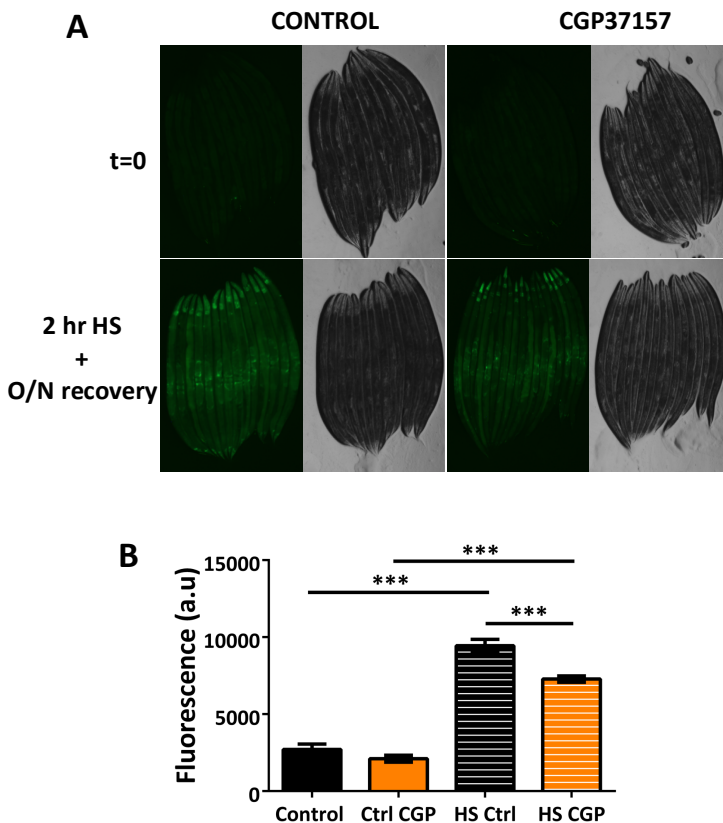 A
CONTROL
CGP37157
t=0
2 hr HS
+
O/N recovery
B
Fluorescence (a.u)
15000
10000
5000
0
***
***
***
Control
Ctrl CGP
HS Ctrl
HS CGP